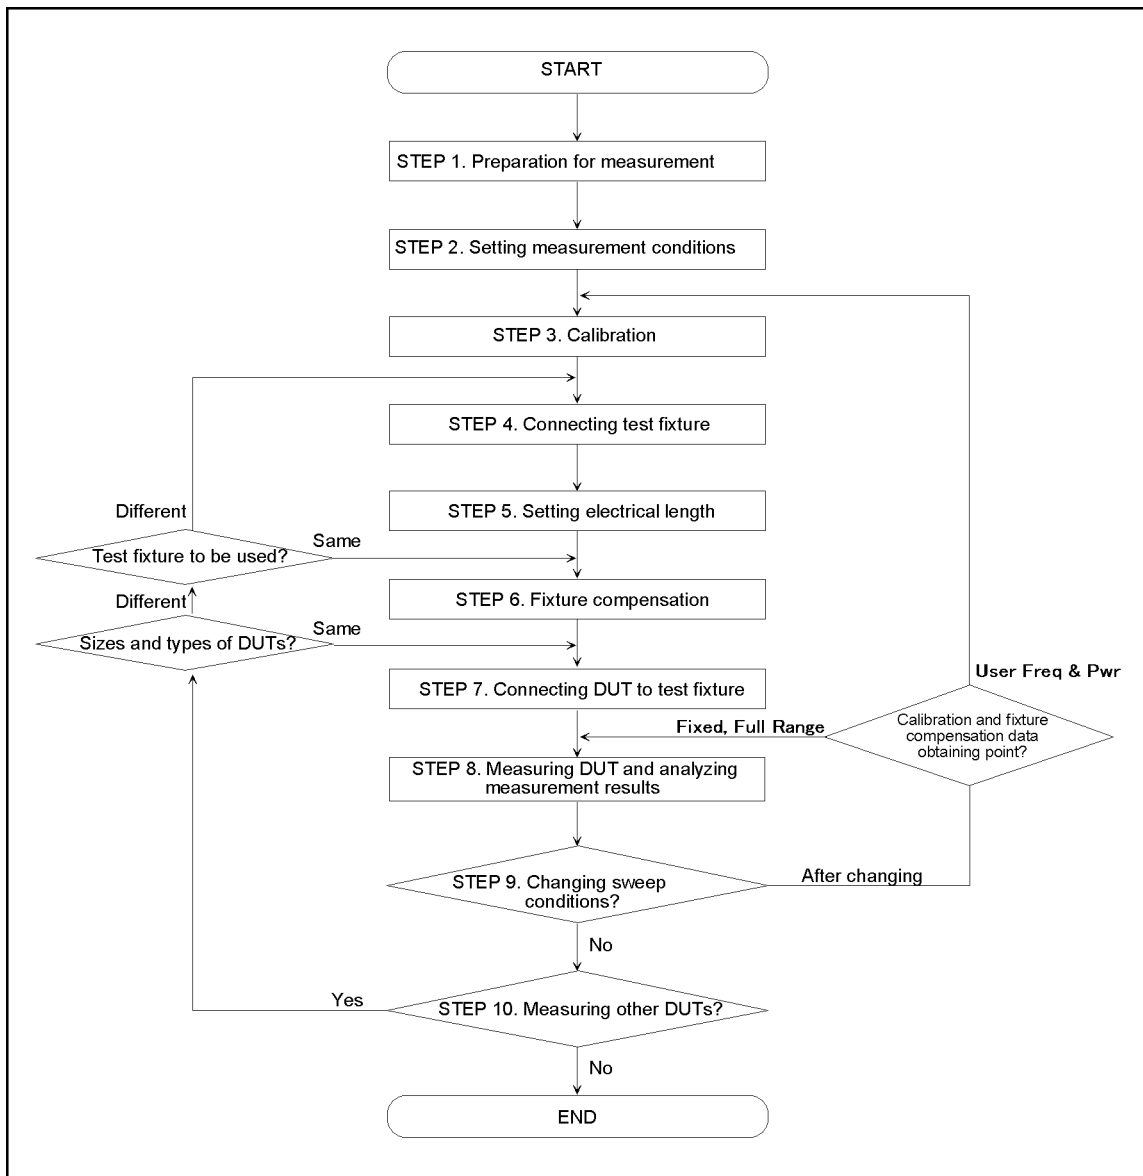 START
STEP 1. Preparation for measurement
STEP 2. Setting measurement conditions
STEP 3. Calibration
STEP 4. Connecting test fixture
Different
STEP 5. Setting electrical length
Test fixture to be used?
Same
Different
STEP 6. Fixture compensation
Sizes and types of DUTs?
Same
STEP 7. Connecting DUT to test fixture
User Freq & Pwr
Fixed, Full Range
Calibration and fixture
compensation data
obtaining point?
STEP 8. Measuring DUT and analyzing
measurement results
STEP 9. Changing sweep
conditions?
After changing
No
Yes
STEP 10. Measuring other DUTs?
No
END